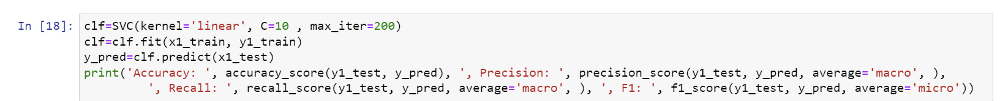 In [18]: clf=SVC(kernel='linear', C=10 , max_iter=200)
clf=clf.fit(x1_train, y1_train)
y_pred=clf.predict(x1_test)
print('Accuracy: ', accuracy_score(y1_test, y_pred), ', Precision: ', precision_score(y1_test, y_pred, average='macro', ),
', Recall: ', recall_score(y1_test, y_pred, average='macro', ), ', F1: ', f1_score(y1_test, y_pred, average='micro'))